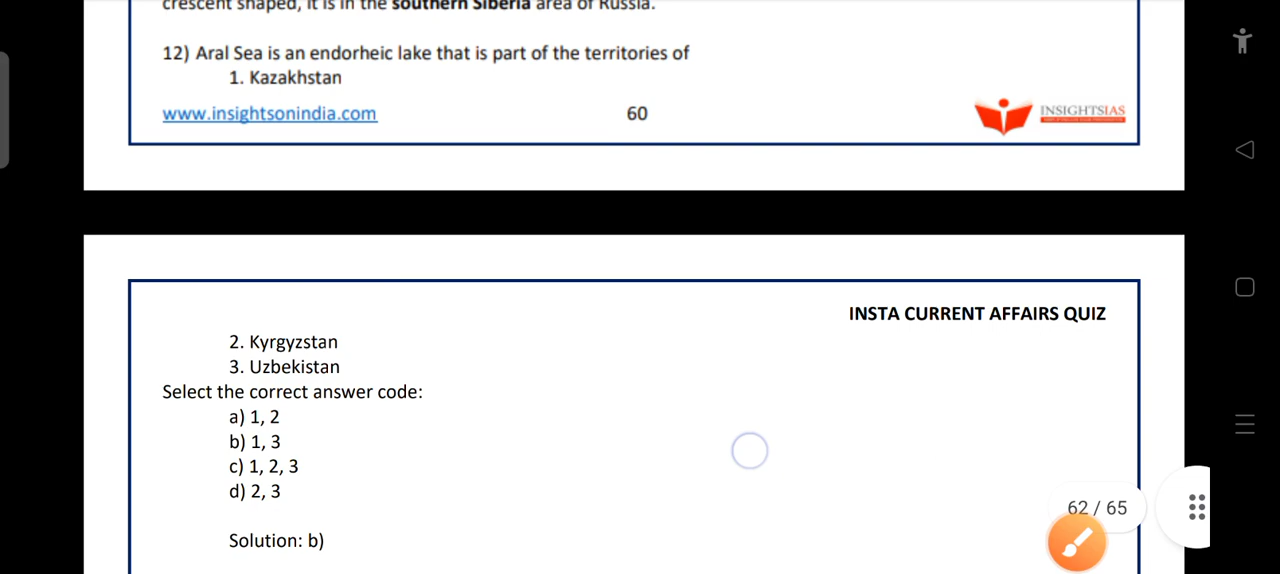 crescent shaped, it is in the southern Siberia area of Russia.
12) Aral Sea is an endorheic lake that is part of the territories of
1. Kazakhstan
www.insightsonindia.com 60 INSIGHTSIAS
INSTA CURRENT AFFAIRS QUIZ
2. Kyrgyzstan
3. Uzbekistan
Select the correct answer code:
a) 1, 2
b) 1, 3
c) 1, 2, 3
d) 2, 3
62 / 65
Solution: b)